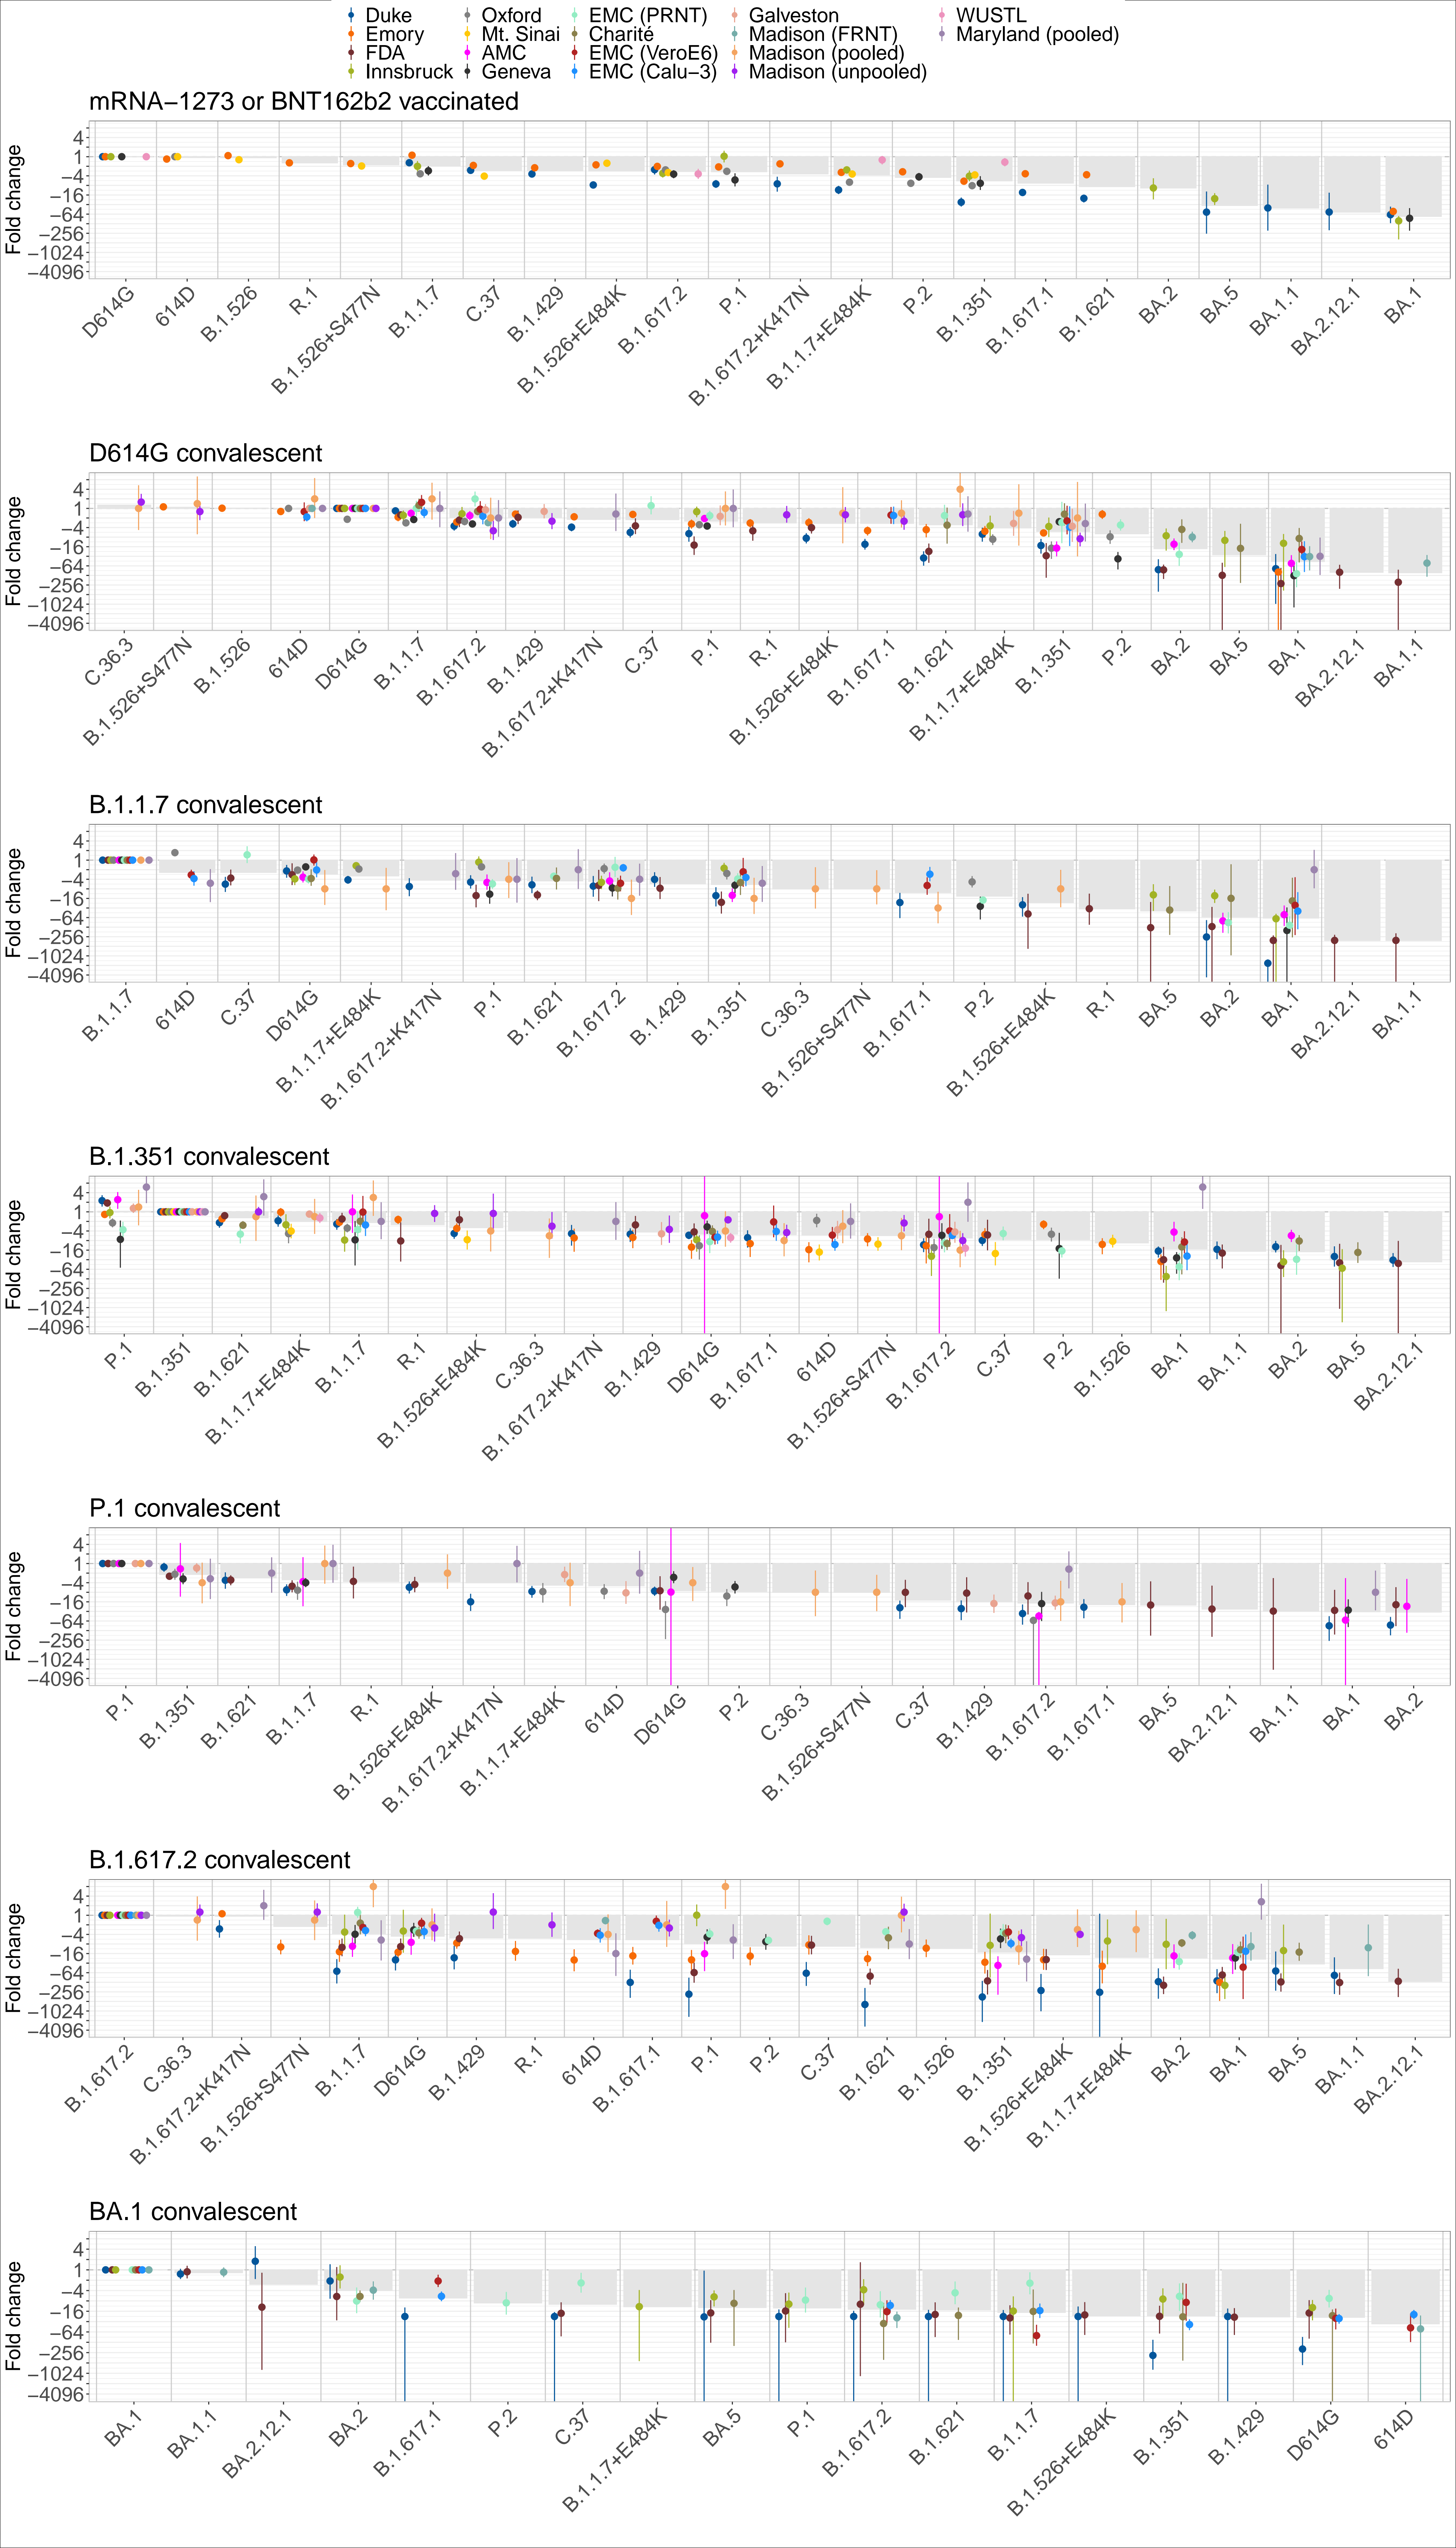 Duke Oxford EMC (PRNT) Galveston WUSTL
Emory Mt. Sinai Charité Madison (FRNT) Maryland (pooled)
FDA AMC EMC (VeroE6) Madison (pooled)
Innsbruck Geneva EMC (Calu−3) Madison (unpooled)
mRNA−1273 or BNT162b2 vaccinated
Fold change
4
1
−4
−16
−64
−256
−1024
−4096
D614G 614D B.1.526 R.1 B.1.526+S477N B.1.1.7 C.37 B.1.429 B.1.526+E484K B.1.617.2 P.1 B.1.617.2+K417N B.1.1.7+E484K P.2 B.1.351 B.1.617.1 B.1.621 BA.2 BA.5 BA.1.1 BA.2.12.1 BA.1
D614G convalescent
Fold change
4
1
−4
−16
−64
−256
−1024
−4096
C.36.3 B.1.526+S477N B.1.526 614D D614G B.1.1.7 B.1.617.2 B.1.429 B.1.617.2+K417N C.37 P.1 R.1 B.1.526+E484K B.1.617.1 B.1.621 B.1.1.7+E484K B.1.351 P.2 BA.2 BA.5 BA.1 BA.2.12.1 BA.1.1
B.1.1.7 convalescent
Fold change
4
1
−4
−16
−64
−256
−1024
−4096
B.1.1.7 614D C.37 D614G B.1.1.7+E484K B.1.617.2+K417N P.1 B.1.621 B.1.617.2 B.1.429 B.1.351 C.36.3 B.1.526+S477N B.1.617.1 P.2 B.1.526+E484K R.1 BA.5 BA.2 BA.1 BA.2.12.1 BA.1.1
B.1.351 convalescent
Fold change
4
1
−4
−16
−64
−256
−1024
−4096
P.1 B.1.351 B.1.621 B.1.1.7+E484K B.1.1.7 R.1 B.1.526+E484K C.36.3 B.1.617.2+K417N B.1.429 D614G B.1.617.1 614D B.1.526+S477N B.1.617.2 C.37 P.2 B.1.526 BA.1 BA.1.1 BA.2 BA.5 BA.2.12.1
P.1 convalescent
Fold change
4
1
−4
−16
−64
−256
−1024
−4096
P.1 B.1.351 B.1.621 B.1.1.7 R.1 B.1.526+E484K B.1.617.2+K417N B.1.1.7+E484K 614D D614G P.2 C.36.3 B.1.526+S477N C.37 B.1.429 B.1.617.2 B.1.617.1 BA.5 BA.2.12.1 BA.1.1 BA.1 BA.2
B.1.617.2 convalescent
Fold change
4
1
−4
−16
−64
−256
−1024
−4096
B.1.617.2 C.36.3 B.1.617.2+K417N B.1.526+S477N B.1.1.7 D614G B.1.429 R.1 614D B.1.617.1 P.1 P.2 C.37 B.1.621 B.1.526 B.1.351 B.1.526+E484K B.1.1.7+E484K BA.2 BA.1 BA.5 BA.1.1 BA.2.12.1
BA.1 convalescent
Fold change
4
1
−4
−16
−64
−256
−1024
−4096
BA.1 BA.1.1 BA.2.12.1 BA.2 B.1.617.1 P.2 C.37 B.1.1.7+E484K BA.5 P.1 B.1.617.2 B.1.621 B.1.1.7 B.1.526+E484K B.1.351 B.1.429 D614G 614D